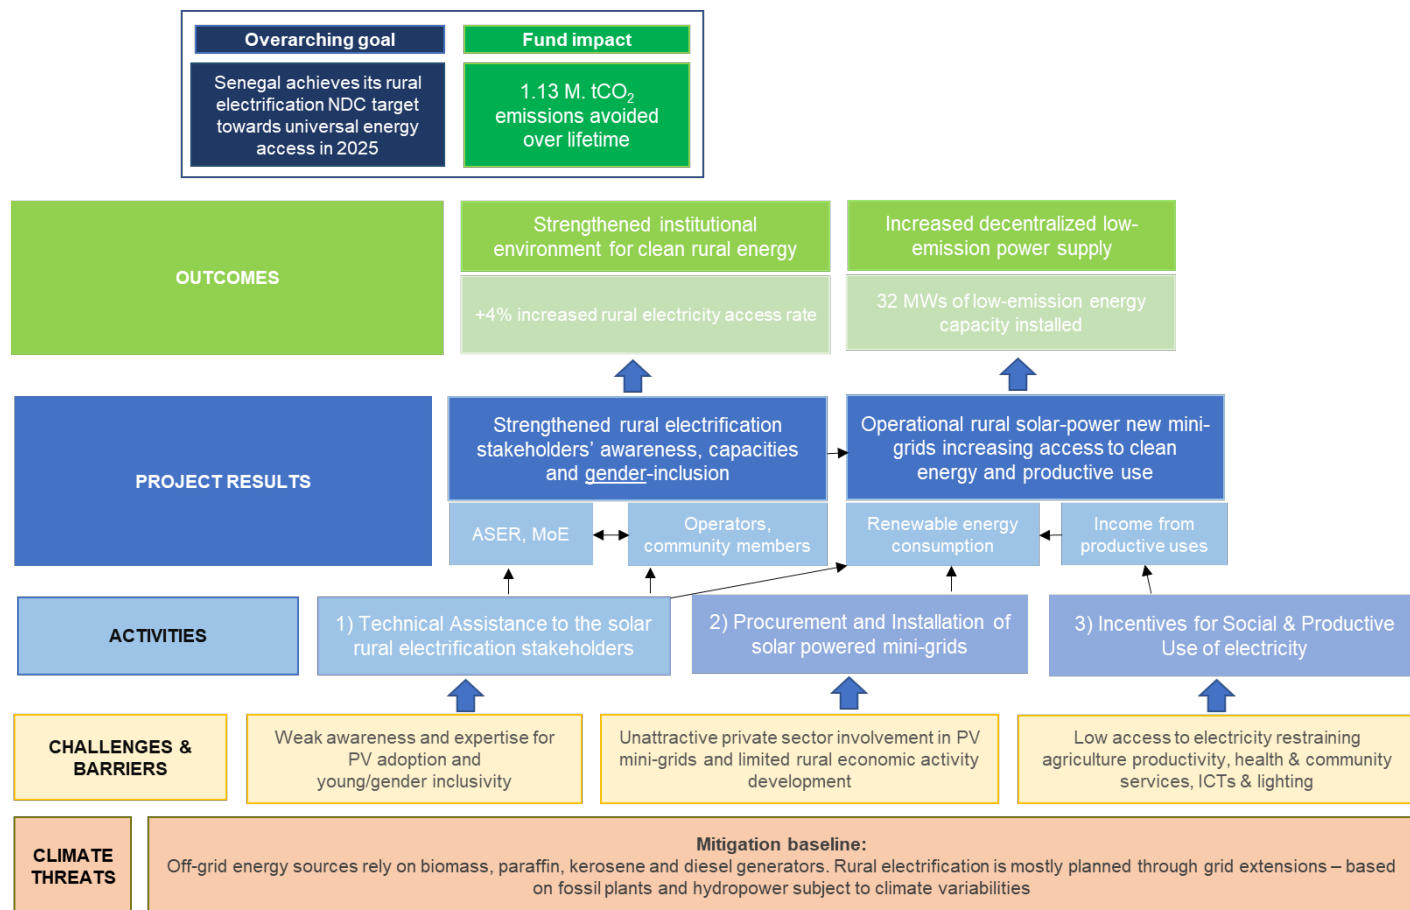 Overarching goal
Fund impact
Senegal achieves its rural
electrification NDC target
towards universal energy
access in 2025
1.13 M. tCO₂
emissions avoided
over lifetime
OUTCOMES
Strengthened institutional
environment for clean rural energy
Increased decentralized low-
emission power supply
+4% increased rural electricity access rate
32 MWs of low-emission energy
capacity installed
PROJECT RESULTS
Strengthened rural electrification
stakeholders’ awareness, capacities
and gender-inclusion
Operational rural solar-power new mini-
grids increasing access to clean
energy and productive use
ASER, MoE
Operators,
community members
Renewable energy
consumption
Income from
productive uses
ACTIVITIES
1) Technical Assistance to the solar
rural electrification stakeholders
2) Procurement and Installation of
solar powered mini-grids
3) Incentives for Social & Productive
Use of electricity
CHALLENGES &
BARRIERS
Weak awareness and expertise for
PV adoption and
young/gender inclusivity
Unattractive private sector involvement in PV
mini-grids and limited rural economic activity
development
Low access to electricity restraining
agriculture productivity, health & community
services, ICTs & lighting
CLIMATE
THREATS
Mitigation baseline:
Off-grid energy sources rely on biomass, paraffin, kerosene and diesel generators. Rural electrification is mostly planned through grid extensions – based
on fossil plants and hydropower subject to climate variabilities